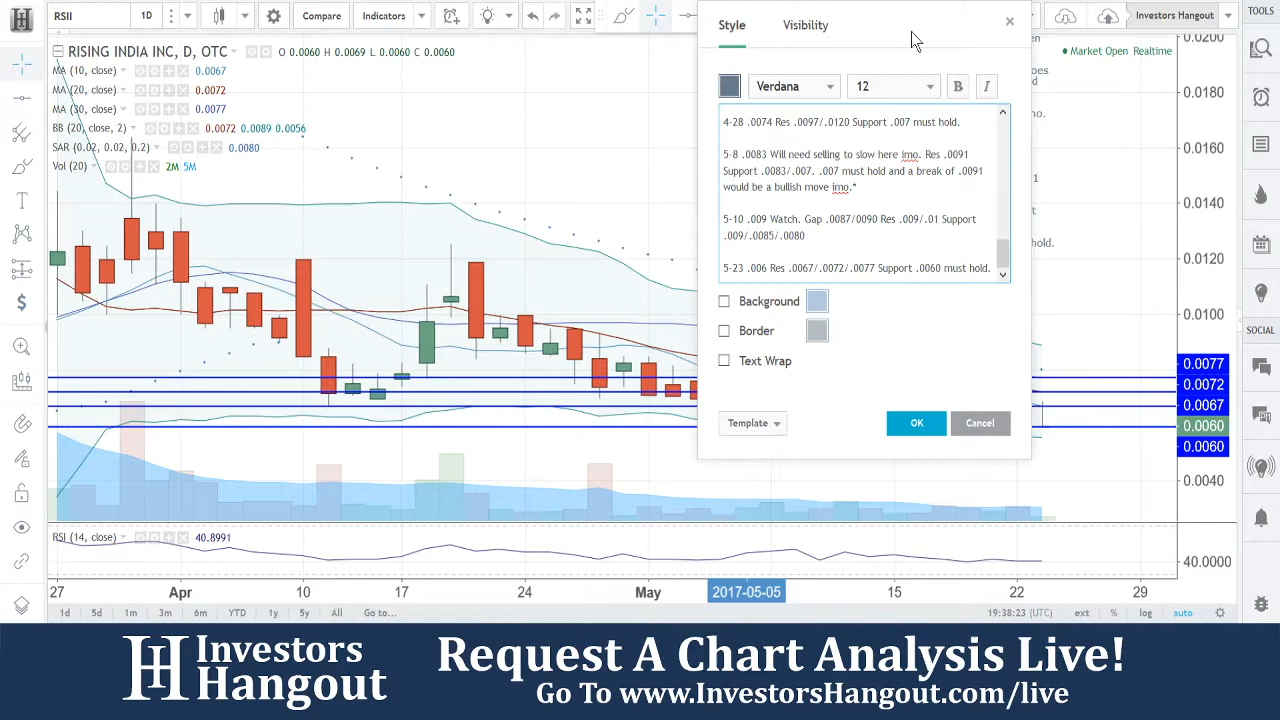 RSII
1D
Compare
Indicators
Investors Hangout
TOOLS
RISING INDIA INC, D, OTC
O 0.0060 H 0.0069 L 0.0060 C 0.0060
MA (10, close)
0.0067
MA (20, close)
0.0072
MA (30, close)
0.0077
BB (20, close, 2)
0.0072 0.0089 0.0056
SAR (0.02, 0.02, 0.2)
0.0080
Vol (20)
2M 5M
Style
Visibility
Verdana
12
B
I
4-28 .0074 Res .0097/.0120 Support .007 must hold.
5-8 .0083 Will need selling to slow here imo. Res .0091
Support .0083/.007. .007 must hold and a break of .0091
would be a bullish move imo.*
5-10 .009 Watch. Gap .0087/0090 Res .009/.01 Support
.009/.0085/.0080
5-23 .006 Res .0067/.0072/.0077 Support .0060 must hold.
Background
Border
Text Wrap
Template
OK
Cancel
Market Open Realtime
0.0200
0.0180
0.0160
0.0140
0.0120
0.0100
0.0077
0.0072
0.0067
0.0060
0.0060
0.0040
SOCIAL
RSI (14, close)
40.8991
40.0000
27
Apr
10
17
24
May
2017-05-05
15
22
29
1d
5d
1m
3m
6m
YTD
1y
5y
All
Go to...
19:38:23 (UTC)
ext
%
log
auto
Investors
Hangout
Request A Chart Analysis Live!
Go To www.InvestorsHangout.com/live